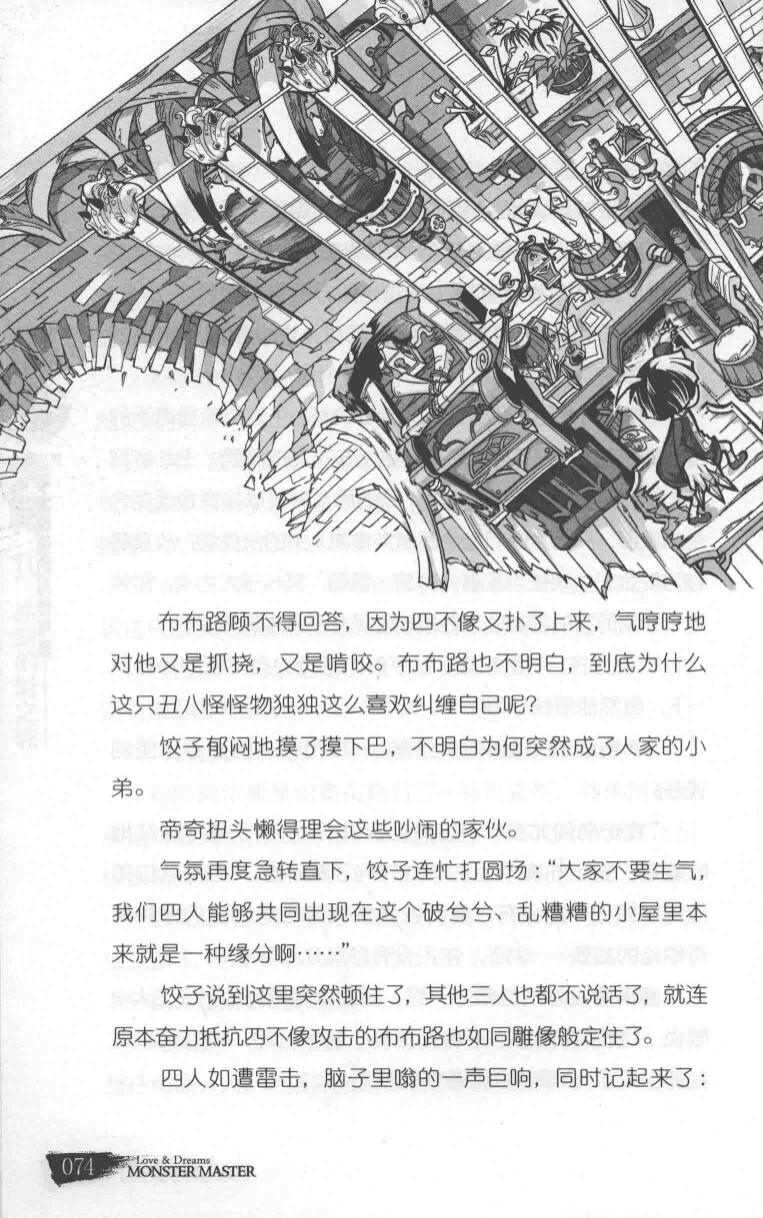 布布路顾不得回答，因为四不像又扑了上来，气哼哼地
对他又是抓挠，又是啃咬。布布路也不明白，到底为什么
这只丑八怪怪物独独这么喜欢纠缠自己呢？
饺子郁闷地摸了摸下巴，不明白为何突然成了人家的小
弟。
帝奇扭头懒得理会这些吵闹的家伙。
气氛再度急转直下，饺子连忙打圆场：“大家不要生气，
我们四人能够共同出现在这个破兮兮、乱糟糟的小屋里本
来就是一种缘分啊……”
饺子说到这里突然顿住了，其他三人也都不说话了，就连
原本奋力抵抗四不像攻击的布布路也如同雕像般定住了。
四人如遭雷击，脑子里嗡的一声巨响，同时记起来了：
074
Love & Dreams
MONSTER MASTER